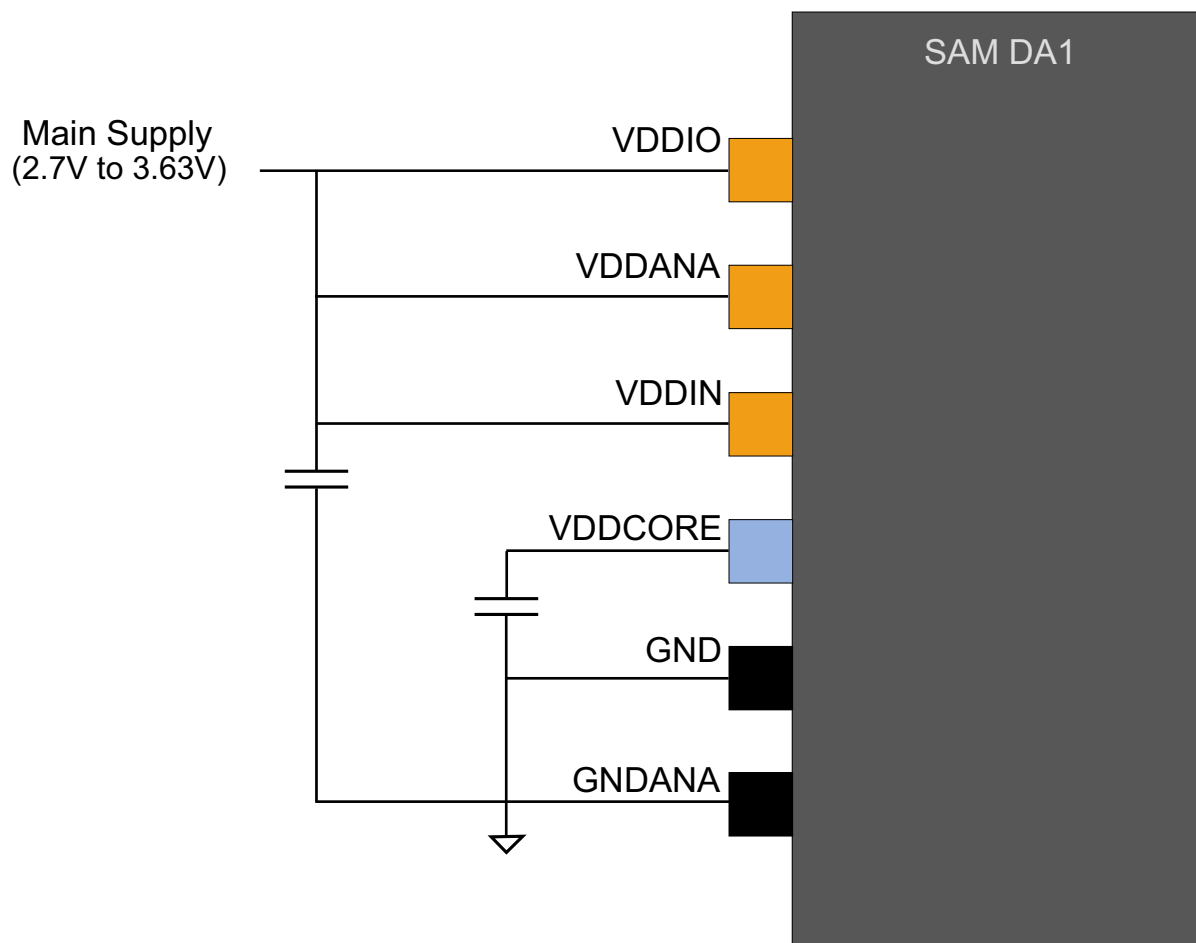 SAM DA1
Main Supply
(2.7V to 3.63V)
VDDIO
VDDANA
VDDIN
VDDCORE
GND
GNDANA